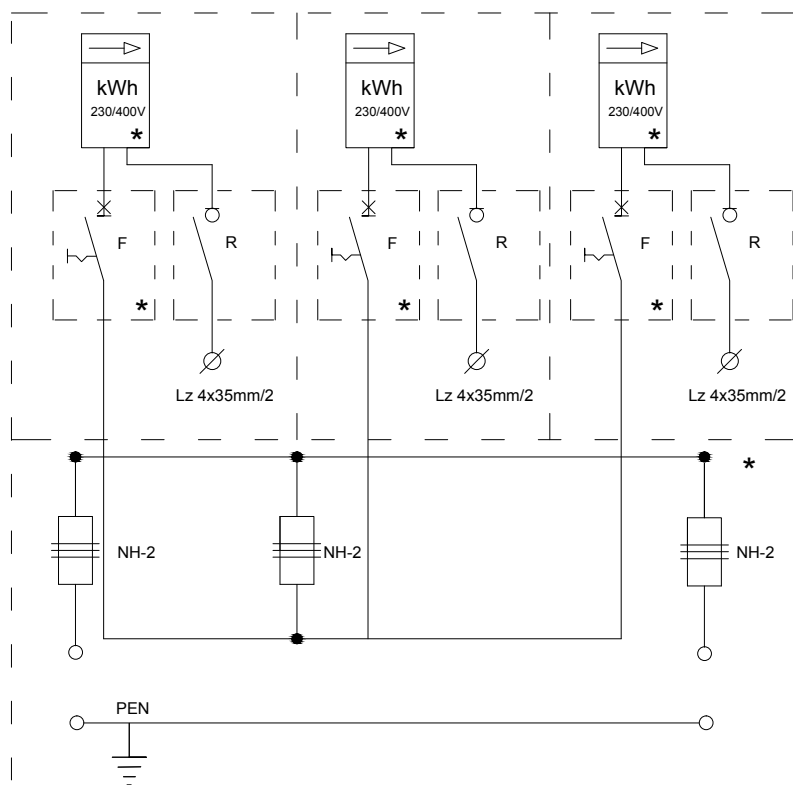 kWh kWh kWh
230/400V 230/400V 230/400V
* * *
F R F R F R
* * *
Lz 4x35mm/2 Lz 4x35mm/2 Lz 4x35mm/2
*
NH-2 NH-2 NH-2
PEN